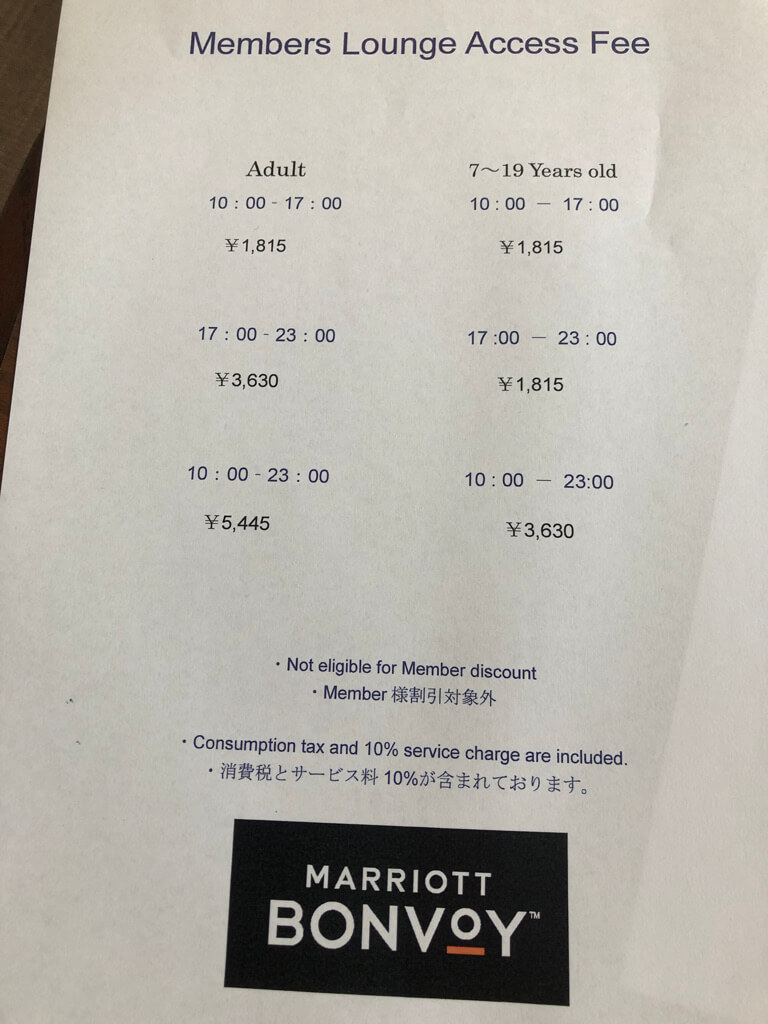 Members Lounge Access Fee
Adult 7～19 Years old
10：00‐17：00 10：00 － 17：00
￥1,815 ￥1,815
17：00‐23：00 17:00 － 23：00
￥3,630 ￥1,815
10：00‐23：00 10：00 － 23:00
￥5,445 ￥3,630
・Not eligible for Member discount
・Member 様割引対象外
・Consumption tax and 10% service charge are included.
・消費税とサービス料 10%が含まれております。
MARRIOTT
BONVOY™